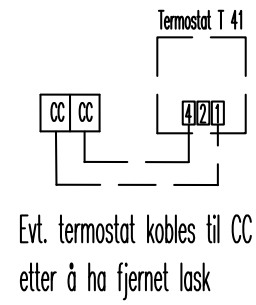 Termostat T 41
CC CC
4 2 1
Evt. termostat kobles til CC
etter å ha fjernet lask